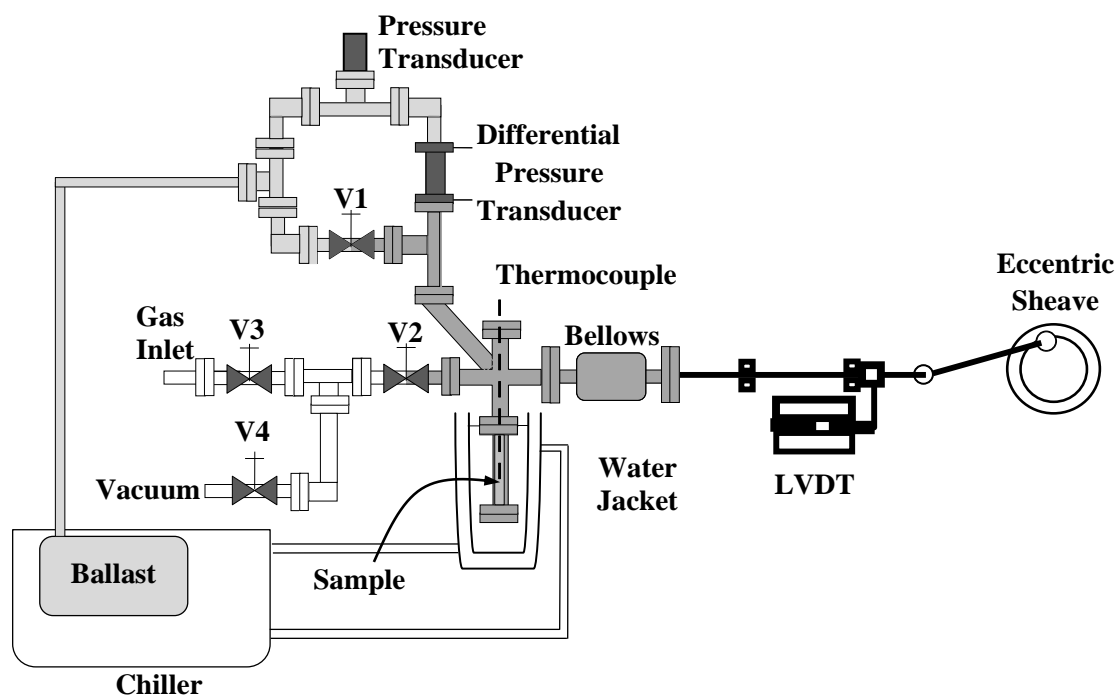 Pressure
Transducer
Differential
Pressure
Transducer
V1
Thermocouple
Eccentric
Sheave
Gas
Inlet
V3
V2
Bellows
V4
Vacuum
Water
Jacket
LVDT
Ballast
Sample
Chiller